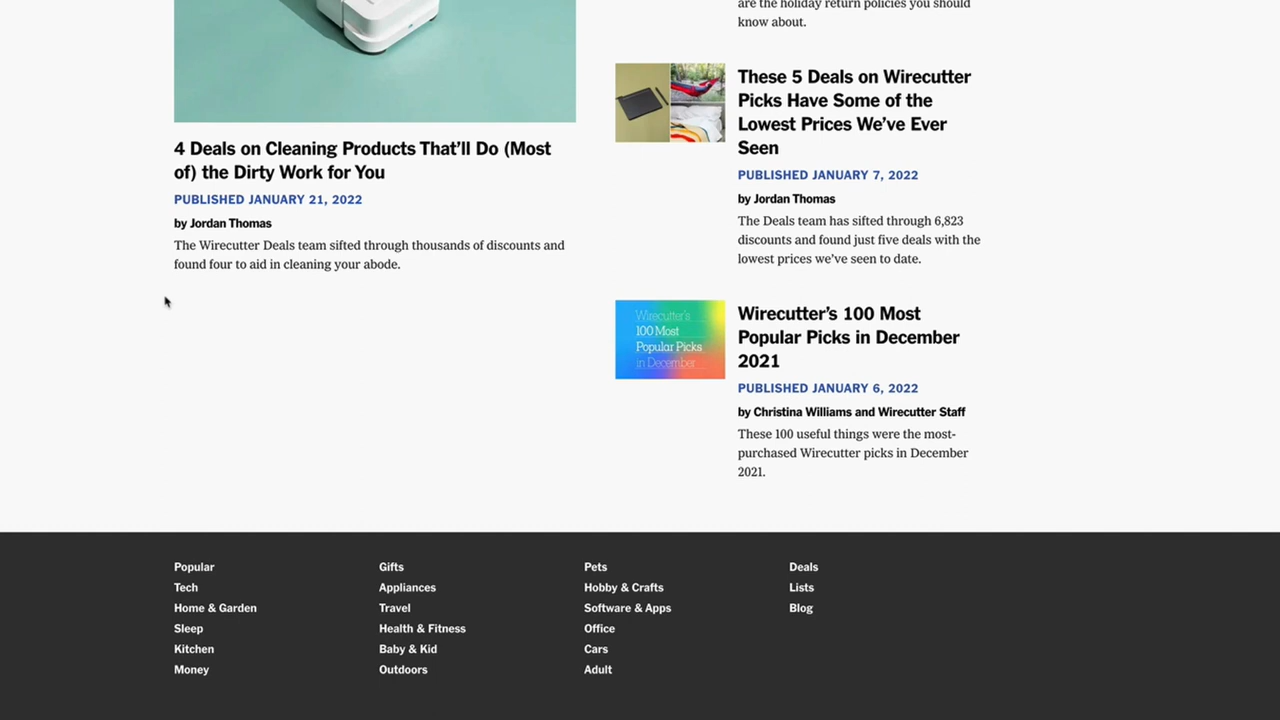 4 Deals on Cleaning Products That'll Do (Most
of) the Dirty Work for You
PUBLISHED JANUARY 21, 2022
by Jordan Thomas
The Wirecutter Deals team sifted through thousands of discounts and
found four to aid in cleaning your abode.
are the holiday return policies you should
know about.
These 5 Deals on Wirecutter
Picks Have Some of the
Lowest Prices We've Ever
Seen
PUBLISHED JANUARY 7, 2022
by Jordan Thomas
The Deals team has sifted through 6,823
discounts and found just five deals with the
lowest prices we've seen to date.
Wirecutter's
100 Most
Popular Picks
in December
Wirecutter's 100 Most
Popular Picks in December
2021
PUBLISHED JANUARY 6, 2022
by Christina Williams and Wirecutter Staff
These 100 useful things were the most-
purchased Wirecutter picks in December
2021.
Popular
Tech
Home & Garden
Sleep
Kitchen
Money
Gifts
Appliances
Travel
Health & Fitness
Baby & Kid
Outdoors
Pets
Hobby & Crafts
Software & Apps
Office
Cars
Adult
Deals
Lists
Blog